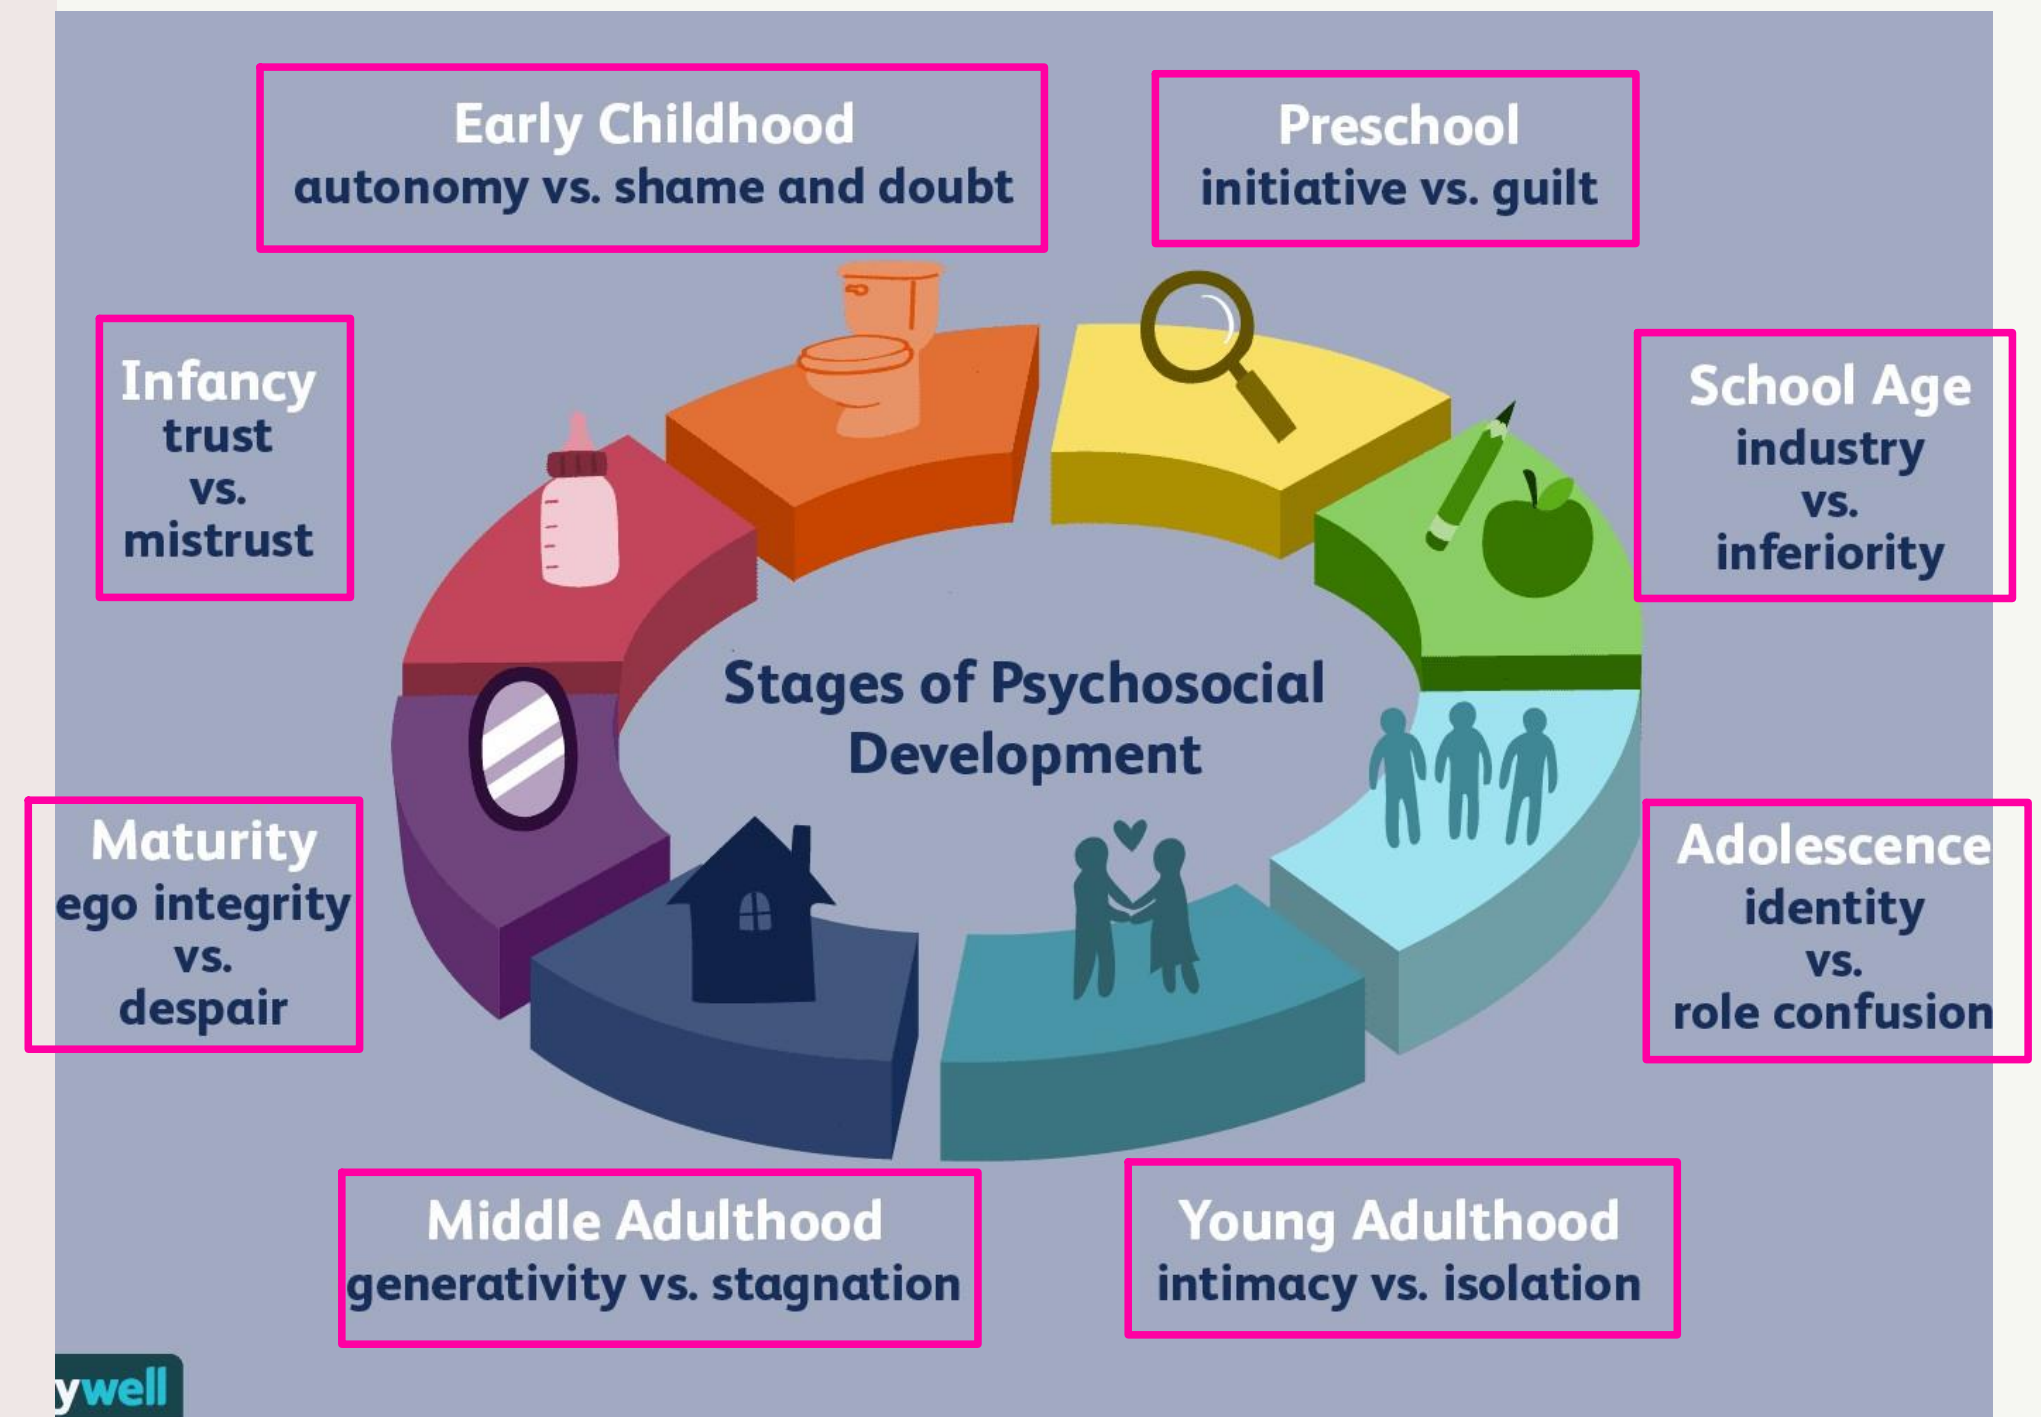 Early Childhood
autonomy vs. shame and doubt
Preschool
initiative vs. guilt
Infancy
trust
vs.
mistrust
School Age
industry
vs.
inferiority
Stages of Psychosocial
Development
Maturity
ego integrity
vs.
despair
Adolescence
identity
vs.
role confusion
Middle Adulthood
generativity vs. stagnation
Young Adulthood
intimacy vs. isolation
ywell